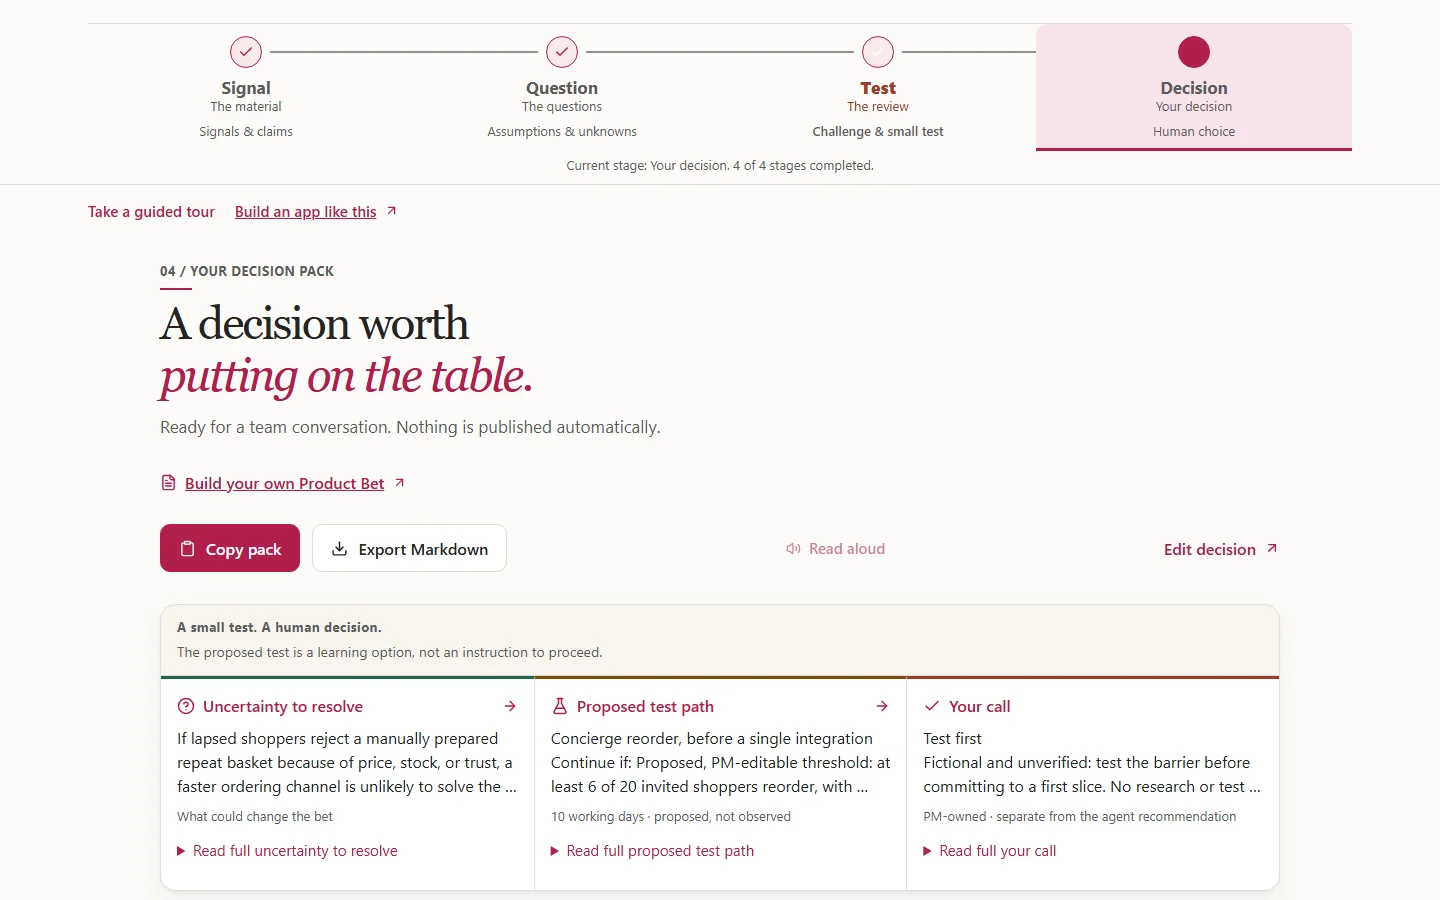 Signal
The material
Signals & claims
Question
The questions
Assumptions & unknowns
Test
The review
Challenge & small test
Decision
Your decision
Human choice
Current stage: Your decision. 4 of 4 stages completed.
Take a guided tour
Build an app like this
04 / YOUR DECISION PACK
A decision worth
putting on the table.
Ready for a team conversation. Nothing is published automatically.
Build your own Product Bet
Copy pack
Export Markdown
Read aloud
Edit decision
A small test. A human decision.
The proposed test is a learning option, not an instruction to proceed.
Uncertainty to resolve
If lapsed shoppers reject a manually prepared
repeat basket because of price, stock, or trust, a
faster ordering channel is unlikely to solve the ...
What could change the bet
Read full uncertainty to resolve
Proposed test path
Concierge reorder, before a single integration
Continue if: Proposed, PM-editable threshold: at
least 6 of 20 invited shoppers reorder, with ...
10 working days · proposed, not observed
Read full proposed test path
Your call
Test first
Fictional and unverified: test the barrier before
committing to a first slice. No research or test ...
PM-owned · separate from the agent recommendation
Read full your call